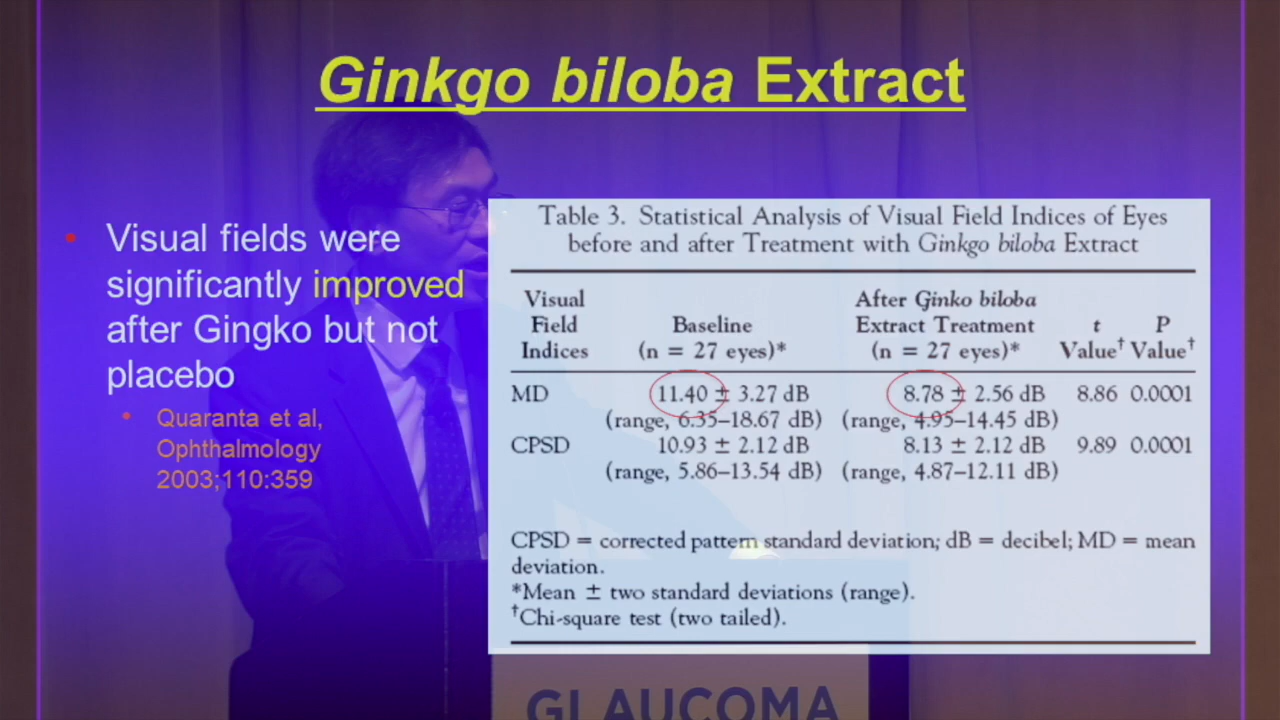 Ginkgo biloba Extract
• Visual fields were
significantly improved
after Gingko but not
placebo
• Quaranta et al,
Ophthalmology
2003;110:359
Table 3. Statistical Analysis of Visual Field Indices of Eyes
before and after Treatment with Ginkgo biloba Extract
Visual
Field
Indices
Baseline
(n = 27 eyes)*
After Ginko biloba
Extract Treatment
(n = 27 eyes)*
t
Value†
P
Value†
MD 11.40 ± 3.27 dB 8.78 ± 2.56 dB 8.86 0.0001
(range, 6.35–18.67 dB) (range, 4.95–14.45 dB)
CPSD 10.93 ± 2.12 dB 8.13 ± 2.12 dB 9.89 0.0001
(range, 5.86–13.54 dB) (range, 4.87–12.11 dB)
CPSD = corrected pattern standard deviation; dB = decibel; MD = mean
deviation.
*Mean ± two standard deviations (range).
†Chi-square test (two tailed).
GLAUCOMA